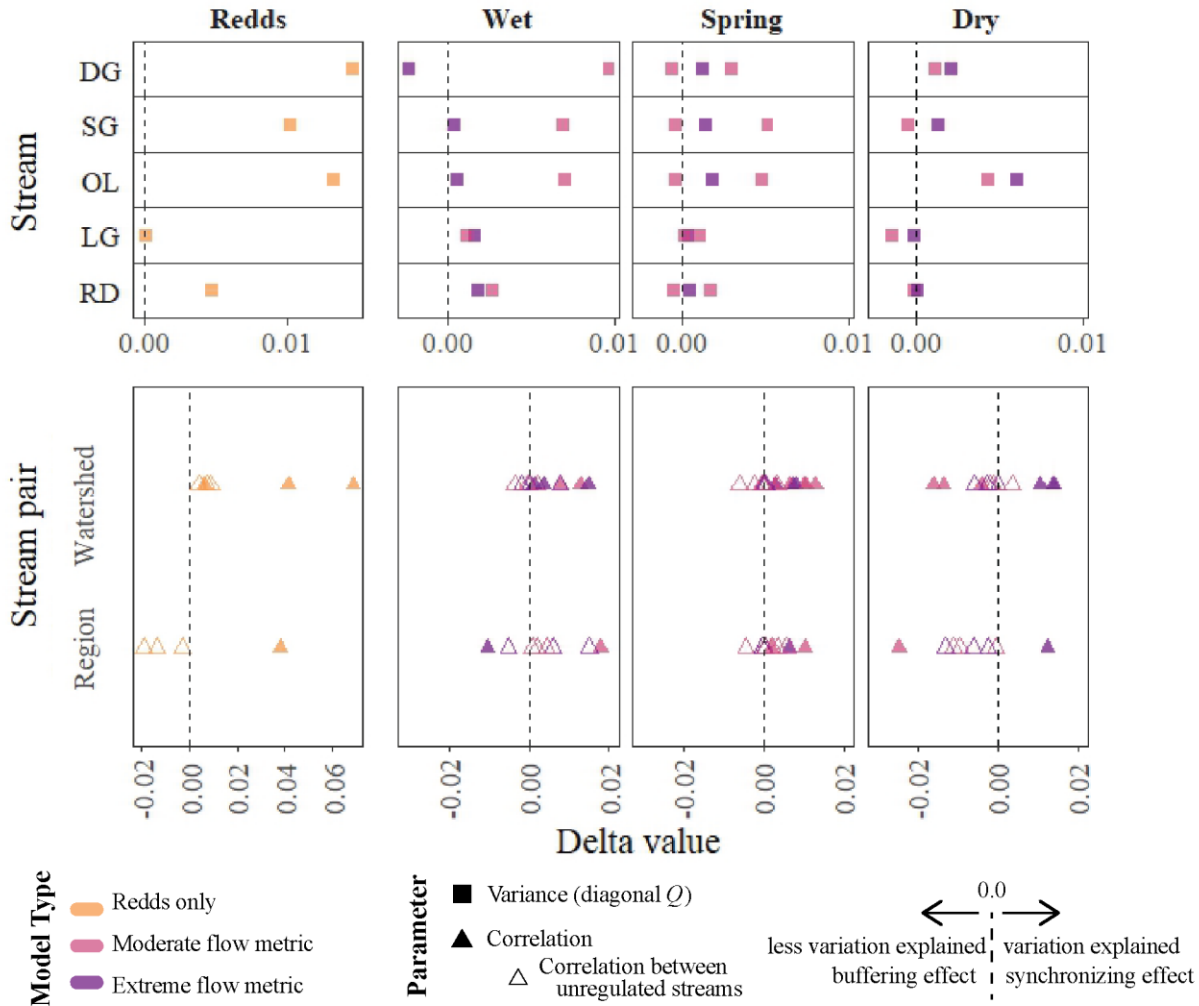 Redds Wet Spring Dry
Stream
DG
SG
OL
LG
RD
0.00 0.01 0.00 0.01 0.00 0.01 0.00 0.01
Stream pair
Watershed
Region
-0.02 0.00 0.02 0.04 0.06 -0.02 0.00 0.02 -0.02 0.00 0.02 -0.02 0.00 0.02
Delta value
Model Type
Redds only
Moderate flow metric
Extreme flow metric
Parameter
Variance (diagonal Q)
Correlation
Correlation between
unregulated streams
0.0
less variation explained variation explained
buffering effect synchronizing effect